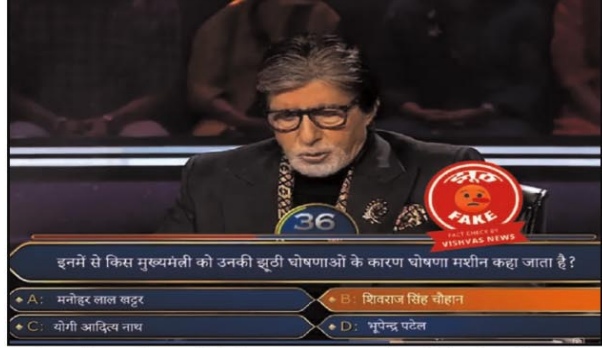 झूठ
FAKE
FACT CHECK BY
VISHVAS NEWS
36
इनमें से किस मुख्यमंत्री को उनकी झूठी घोषणाओं के कारण घोषणा मशीन कहा जाता है?
A: मनोहर लाल खट्टर
B: शिवराज सिंह चौहान
C: योगी आदित्य नाथ
D: भूपेन्द्र पटेल